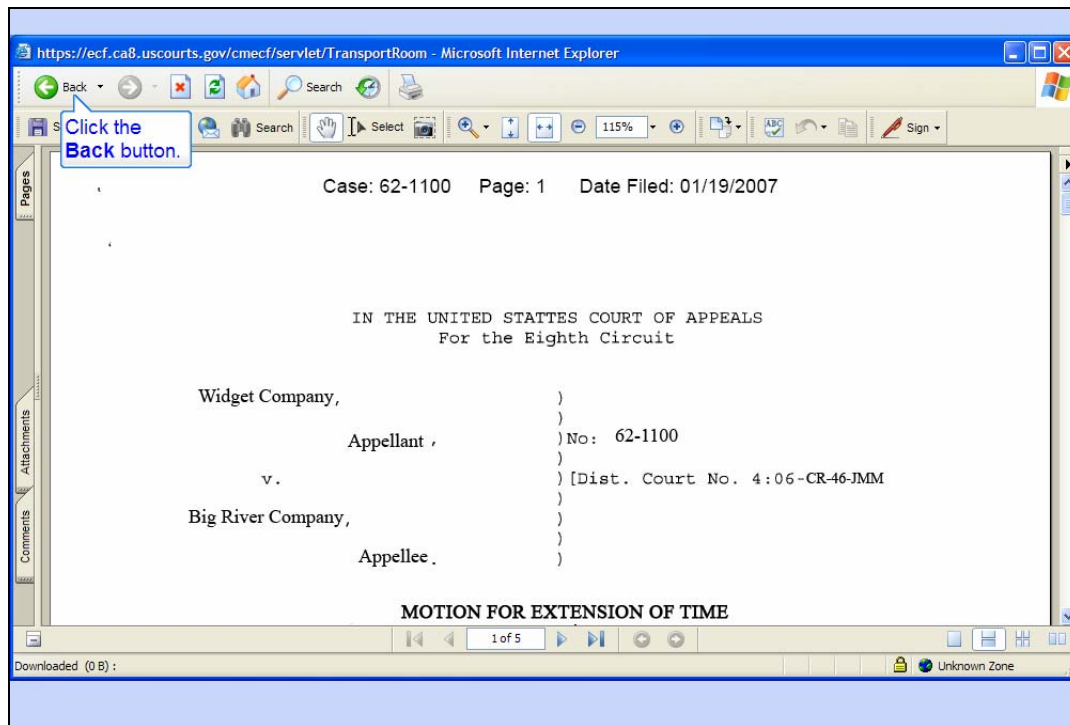 https://ecf.ca8.uscourts.gov/cmecf/servlet/TransportRoom - Microsoft Internet Explorer
Back Search
S Search Select 115% ABC Sign
Click the
Back button.
Pages
Attachments
Comments
Case: 62-1100 Page: 1 Date Filed: 01/19/2007
IN THE UNITED STATTES COURT OF APPEALS
For the Eighth Circuit
Widget Company, )
)
Appellant , )No: 62-1100
)
v. )[Dist. Court No. 4:06-CR-46-JMM
)
Big River Company, )
)
Appellee. )
MOTION FOR EXTENSION OF TIME
1 of 5
Downloaded (0 B) : Unknown Zone